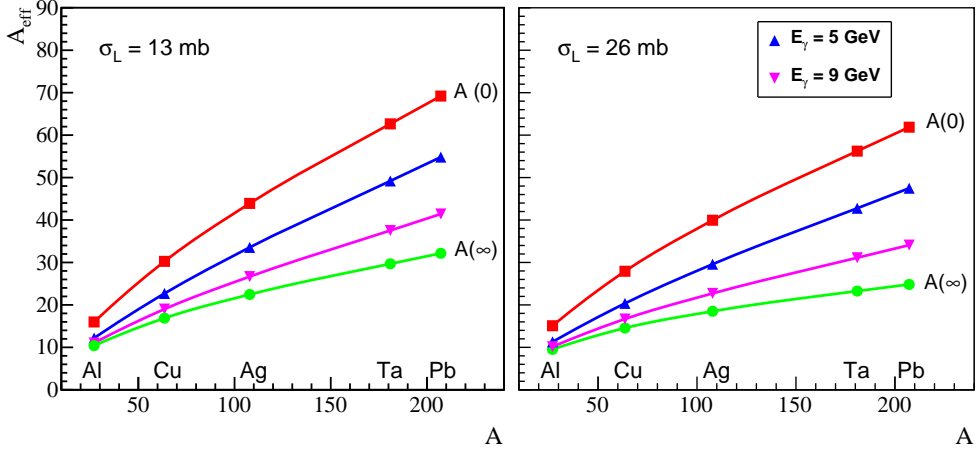 A_eff
90
80
70
60
50
40
30
20
10
0
σ_L = 13 mb
A (0)
A(∞)
Al Cu Ag Ta Pb
50 100 150 200
A
σ_L = 26 mb
E_γ = 5 GeV
E_γ = 9 GeV
A(0)
A(∞)
Al Cu Ag Ta Pb
50 100 150 200
A